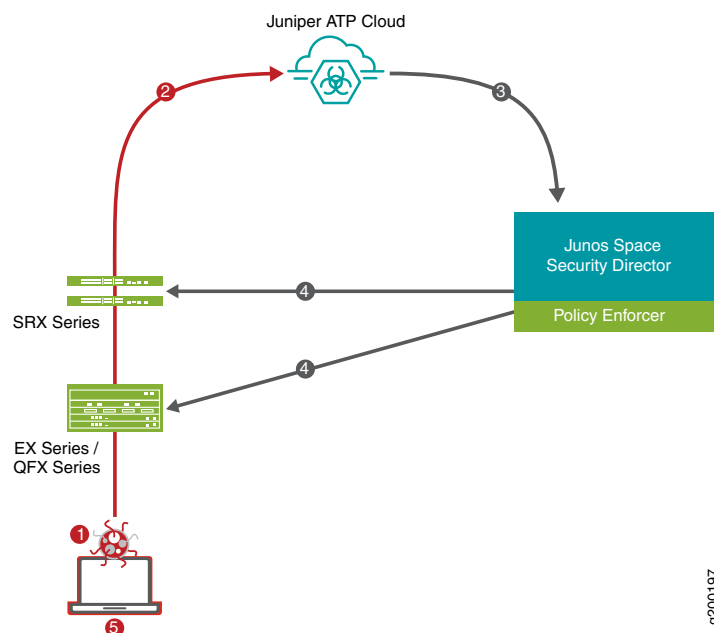 Juniper ATP Cloud
2
3
Junos Space
Security Director
Policy Enforcer
4
SRX Series
4
EX Series /
QFX Series
1
5
g200197